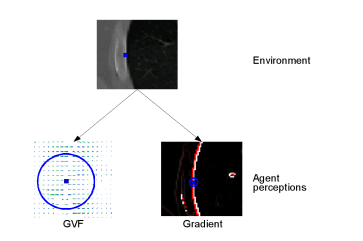 Environment
Agent
perceptions
GVF
Gradient